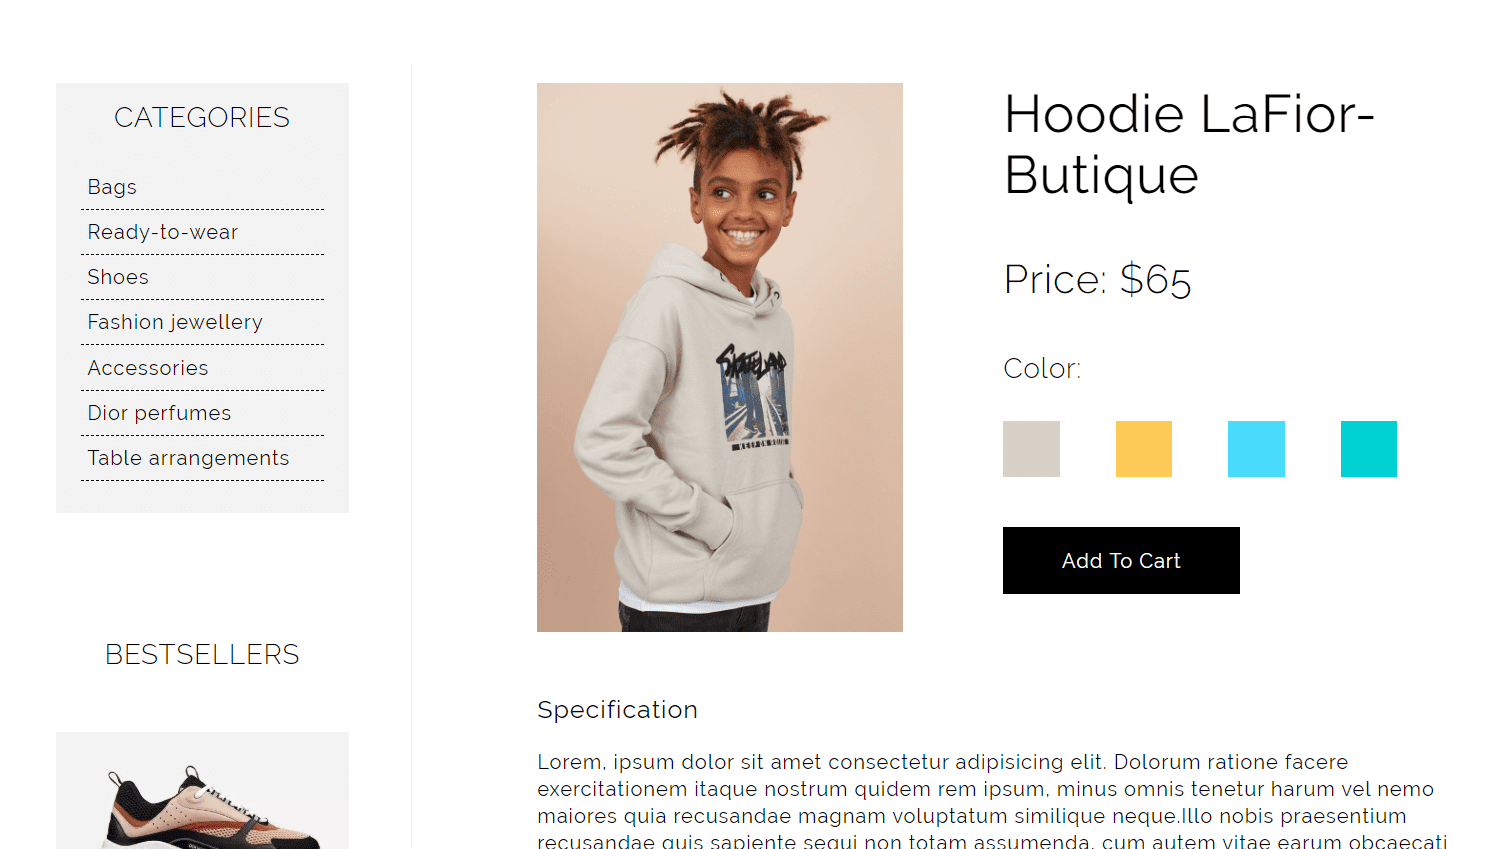 CATEGORIES
Bags
Ready-to-wear
Shoes
Fashion jewellery
Accessories
Dior perfumes
Table arrangements
BESTSELLERS
SKATELAND
KEEP ON
Hoodie LaFior-
Butique
Price: $65
Color:
Add To Cart
Specification
Lorem, ipsum dolor sit amet consectetur adipisicing elit. Dolorum ratione facere
exercitationem itaque nostrum quidem rem ipsum, minus omnis tenetur harum vel nemo
maiores quia recusandae magnam voluptatum similique neque.Illo nobis praesentium
recusandae quis sapiente sequi non totam assumenda, cum autem vitae earum obcaecati